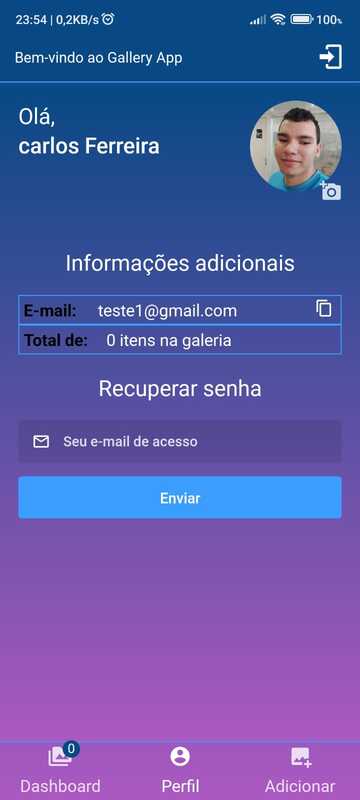 23:54 | 0,2KB/s
100%
Bem-vindo ao Gallery App
Olá,
carlos Ferreira
Informações adicionais
E-mail: teste1@gmail.com
Total de: 0 itens na galeria
Recuperar senha
Seu e-mail de acesso
Enviar
0
Dashboard Perfil Adicionar